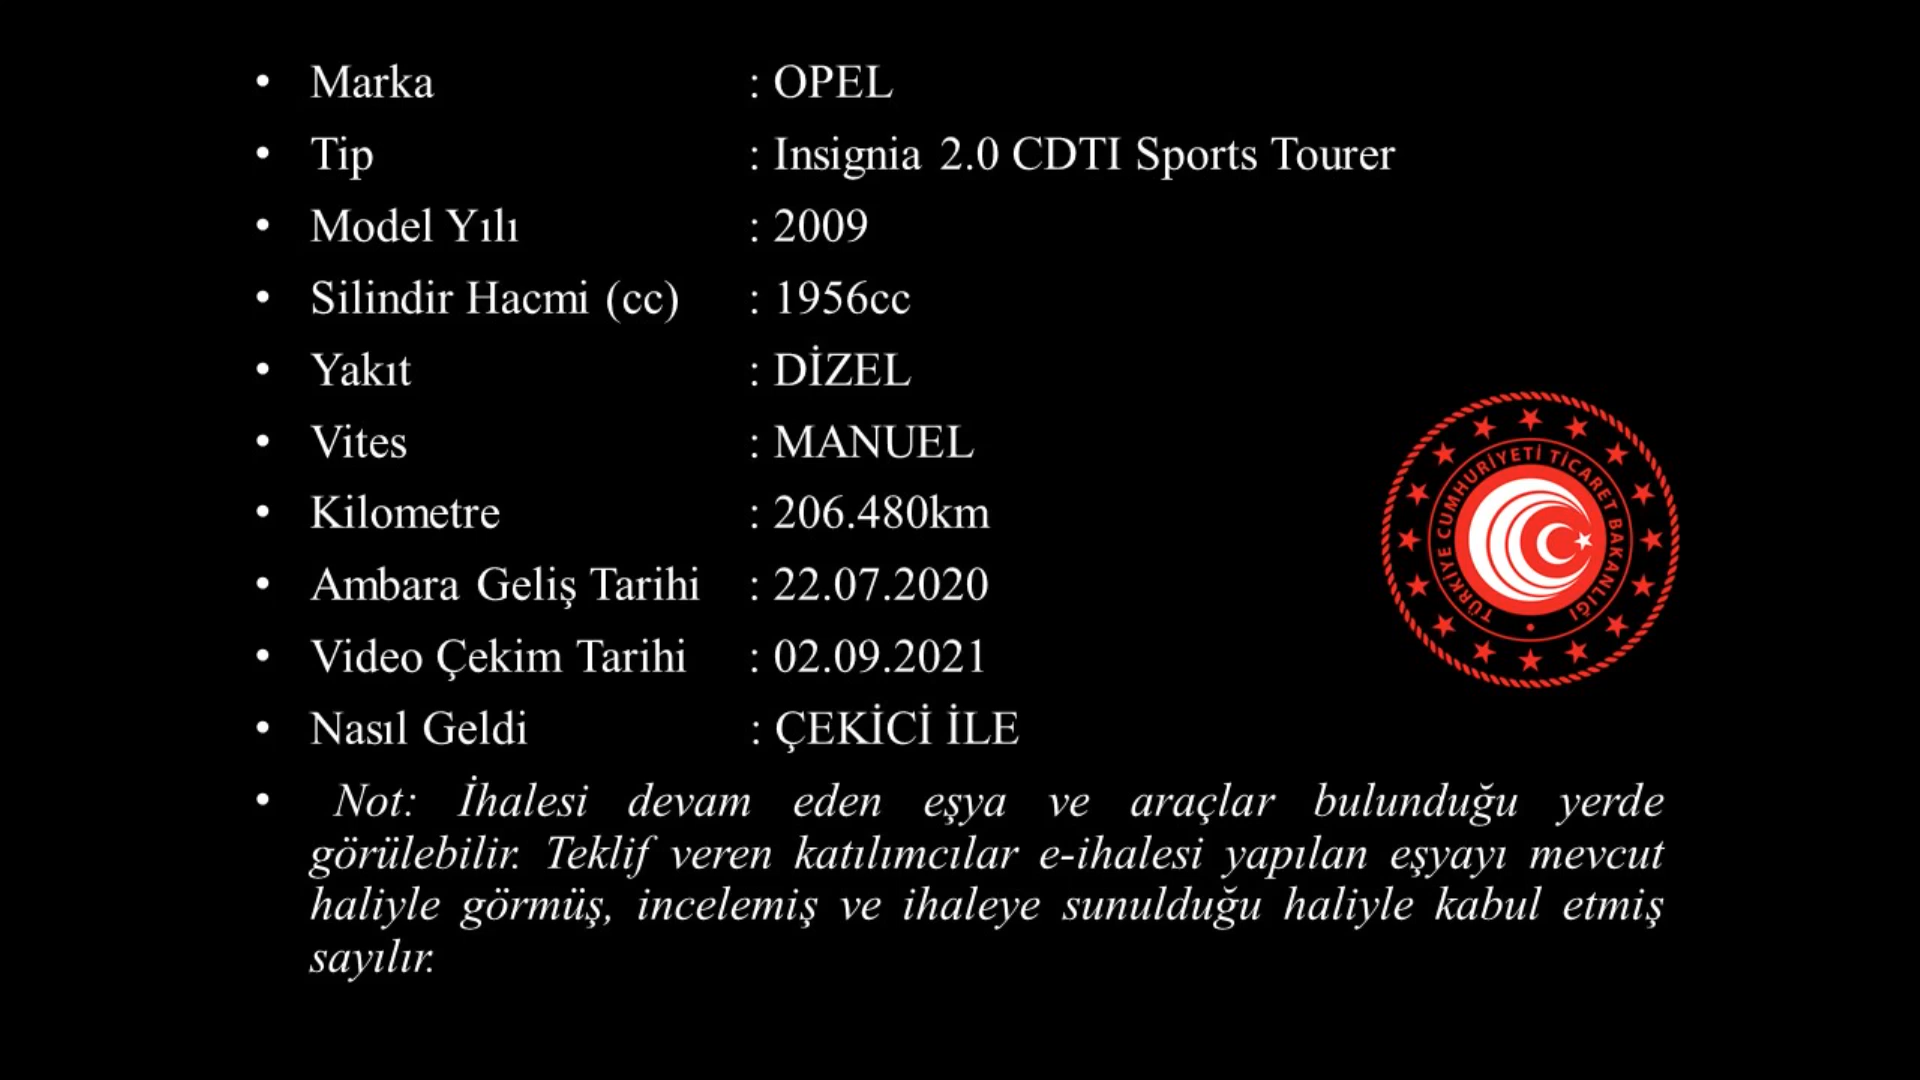 • Marka : OPEL
• Tip : Insignia 2.0 CDTI Sports Tourer
• Model Yılı : 2009
• Silindir Hacmi (cc) : 1956cc
• Yakıt : DİZEL
• Vites : MANUEL
• Kilometre : 206.480km
• Ambara Geliş Tarihi : 22.07.2020
• Video Çekim Tarihi : 02.09.2021
• Nasıl Geldi : ÇEKİCİ İLE
• Not: İhalesi devam eden eşya ve araçlar bulunduğu yerde
görülebilir. Teklif veren katılımcılar e-ihalesi yapılan eşyayı mevcut
haliyle görmüş, incelemiş ve ihaleye sunulduğu haliyle kabul etmiş
sayılır.
TÜRKİYE CUMHURİYETİ TİCARET BAKANLIĞI